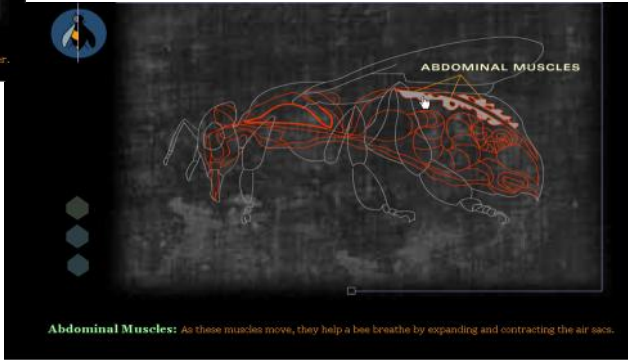 er.
ABDOMINAL MUSCLES
Abdominal Muscles: As these muscles move, they help a bee breathe by expanding and contracting the air sacs.